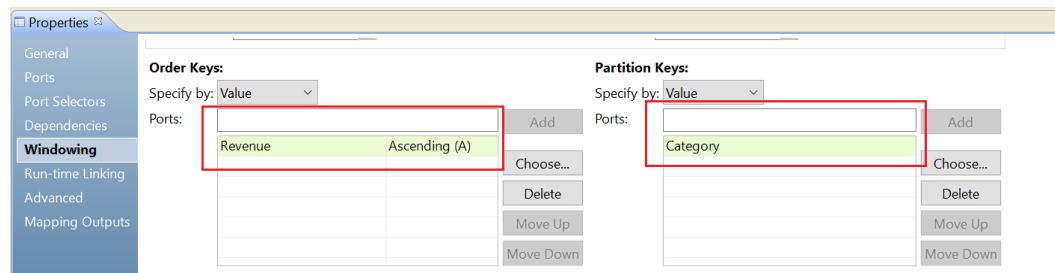 Properties
General
Ports
Port Selectors
Dependencies
Windowing
Run-time Linking
Advanced
Mapping Outputs
Order Keys:
Specify by: Value
Ports:
Add
Revenue Ascending (A)
Choose...
Delete
Move Up
Move Down
Partition Keys:
Specify by: Value
Ports:
Add
Category
Choose...
Delete
Move Up
Move Down